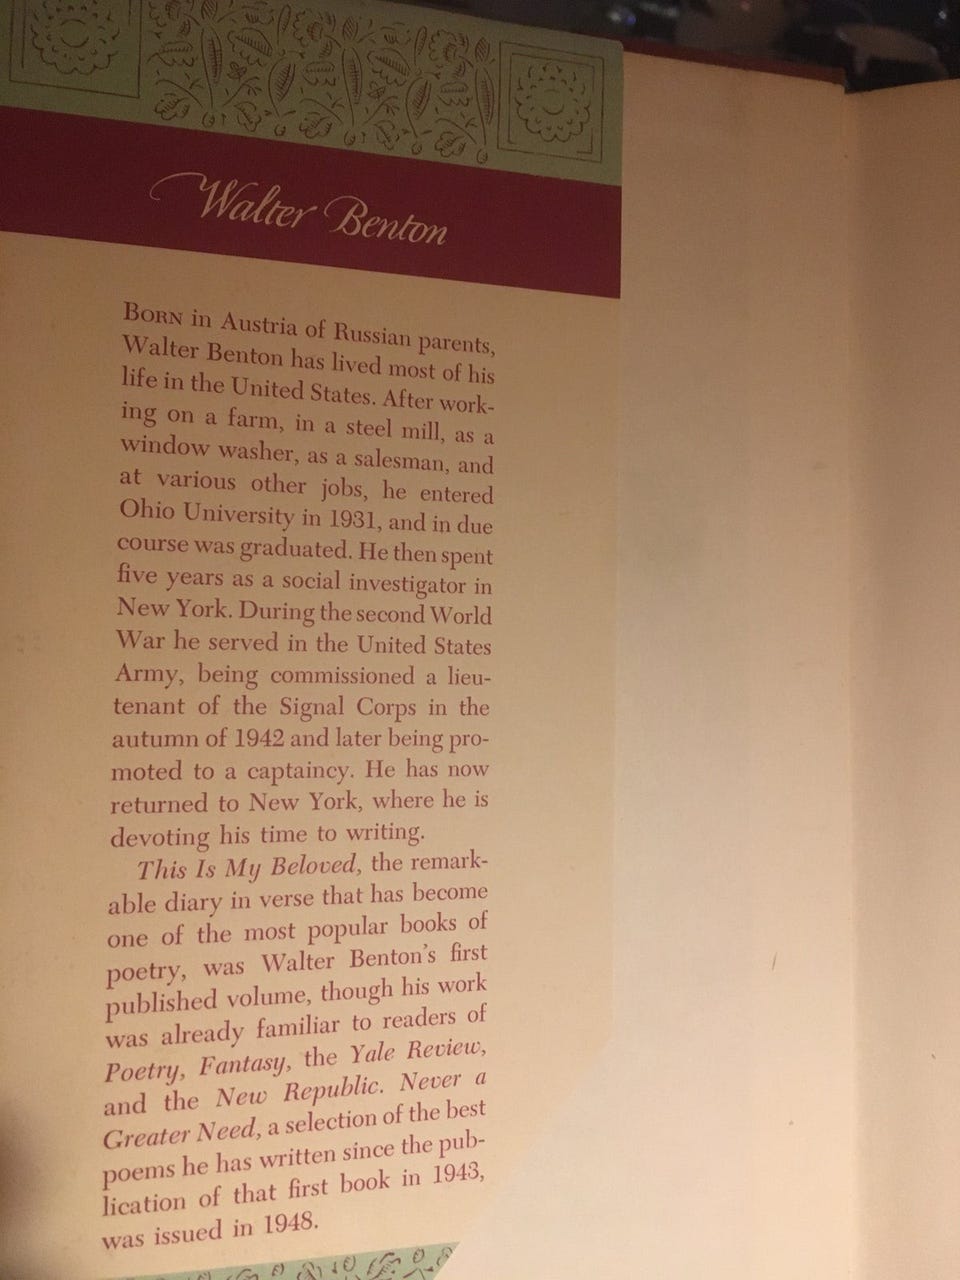 Walter Benton
BORN in Austria of Russian parents,
Walter Benton has lived most of his
life in the United States. After work-
ing on a farm, in a steel mill, as a
window washer, as a salesman, and
at various other jobs, he entered
Ohio University in 1931, and in due
course was graduated. He then spent
five years as a social investigator in
New York. During the second World
War he served in the United States
Army, being commissioned a lieu-
tenant of the Signal Corps in the
autumn of 1942 and later being pro-
moted to a captaincy. He has now
returned to New York, where he is
devoting his time to writing.
This Is My Beloved, the remark-
able diary in verse that has become
one of the most popular books of
poetry, was Walter Benton's first
published volume, though his work
was already familiar to readers of
Poetry, Fantasy, the Yale Review,
and the New Republic. Never a
Greater Need, a selection of the best
poems he has written since the pub-
lication of that first book in 1943,
was issued in 1948.